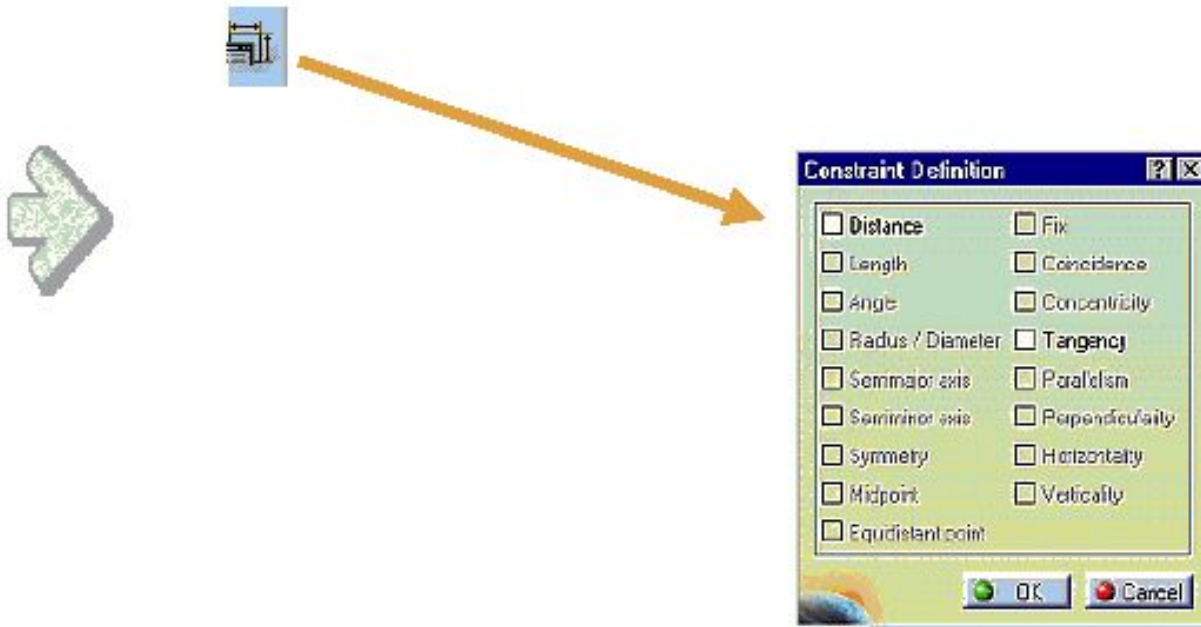 Constraint Definition
Distance
Fix
Length
Coincidence
Angle
Concentricity
Radius / Diameter
Tangency
Semimajor axis
Parallelism
Semiminor axis
Perpendicularity
Symmetry
Horizontality
Midpoint
Verticality
Equidistant point
OK
Cancel